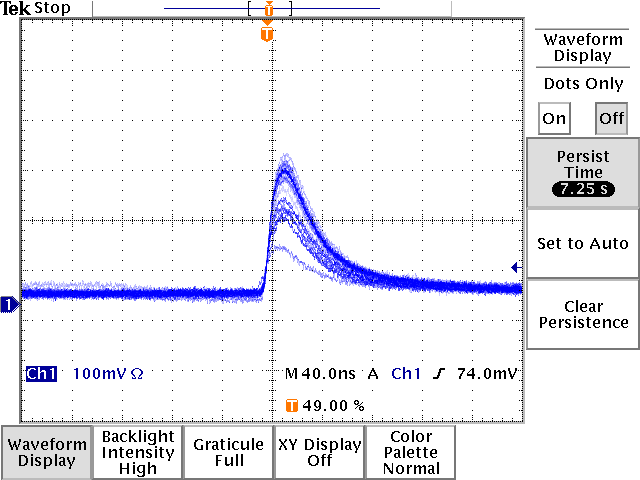 Tek Stop
T
T
Waveform
Display
Dots Only
On Off
Persist
Time
7.25 s
Set to Auto
Clear
Persistence
1
Ch1 100mV Ω M 40.0ns A Ch1 ʃ 74.0mV
T 49.00 %
Waveform
Display
Backlight
Intensity
High
Graticule
Full
XY Display
Off
Color
Palette
Normal